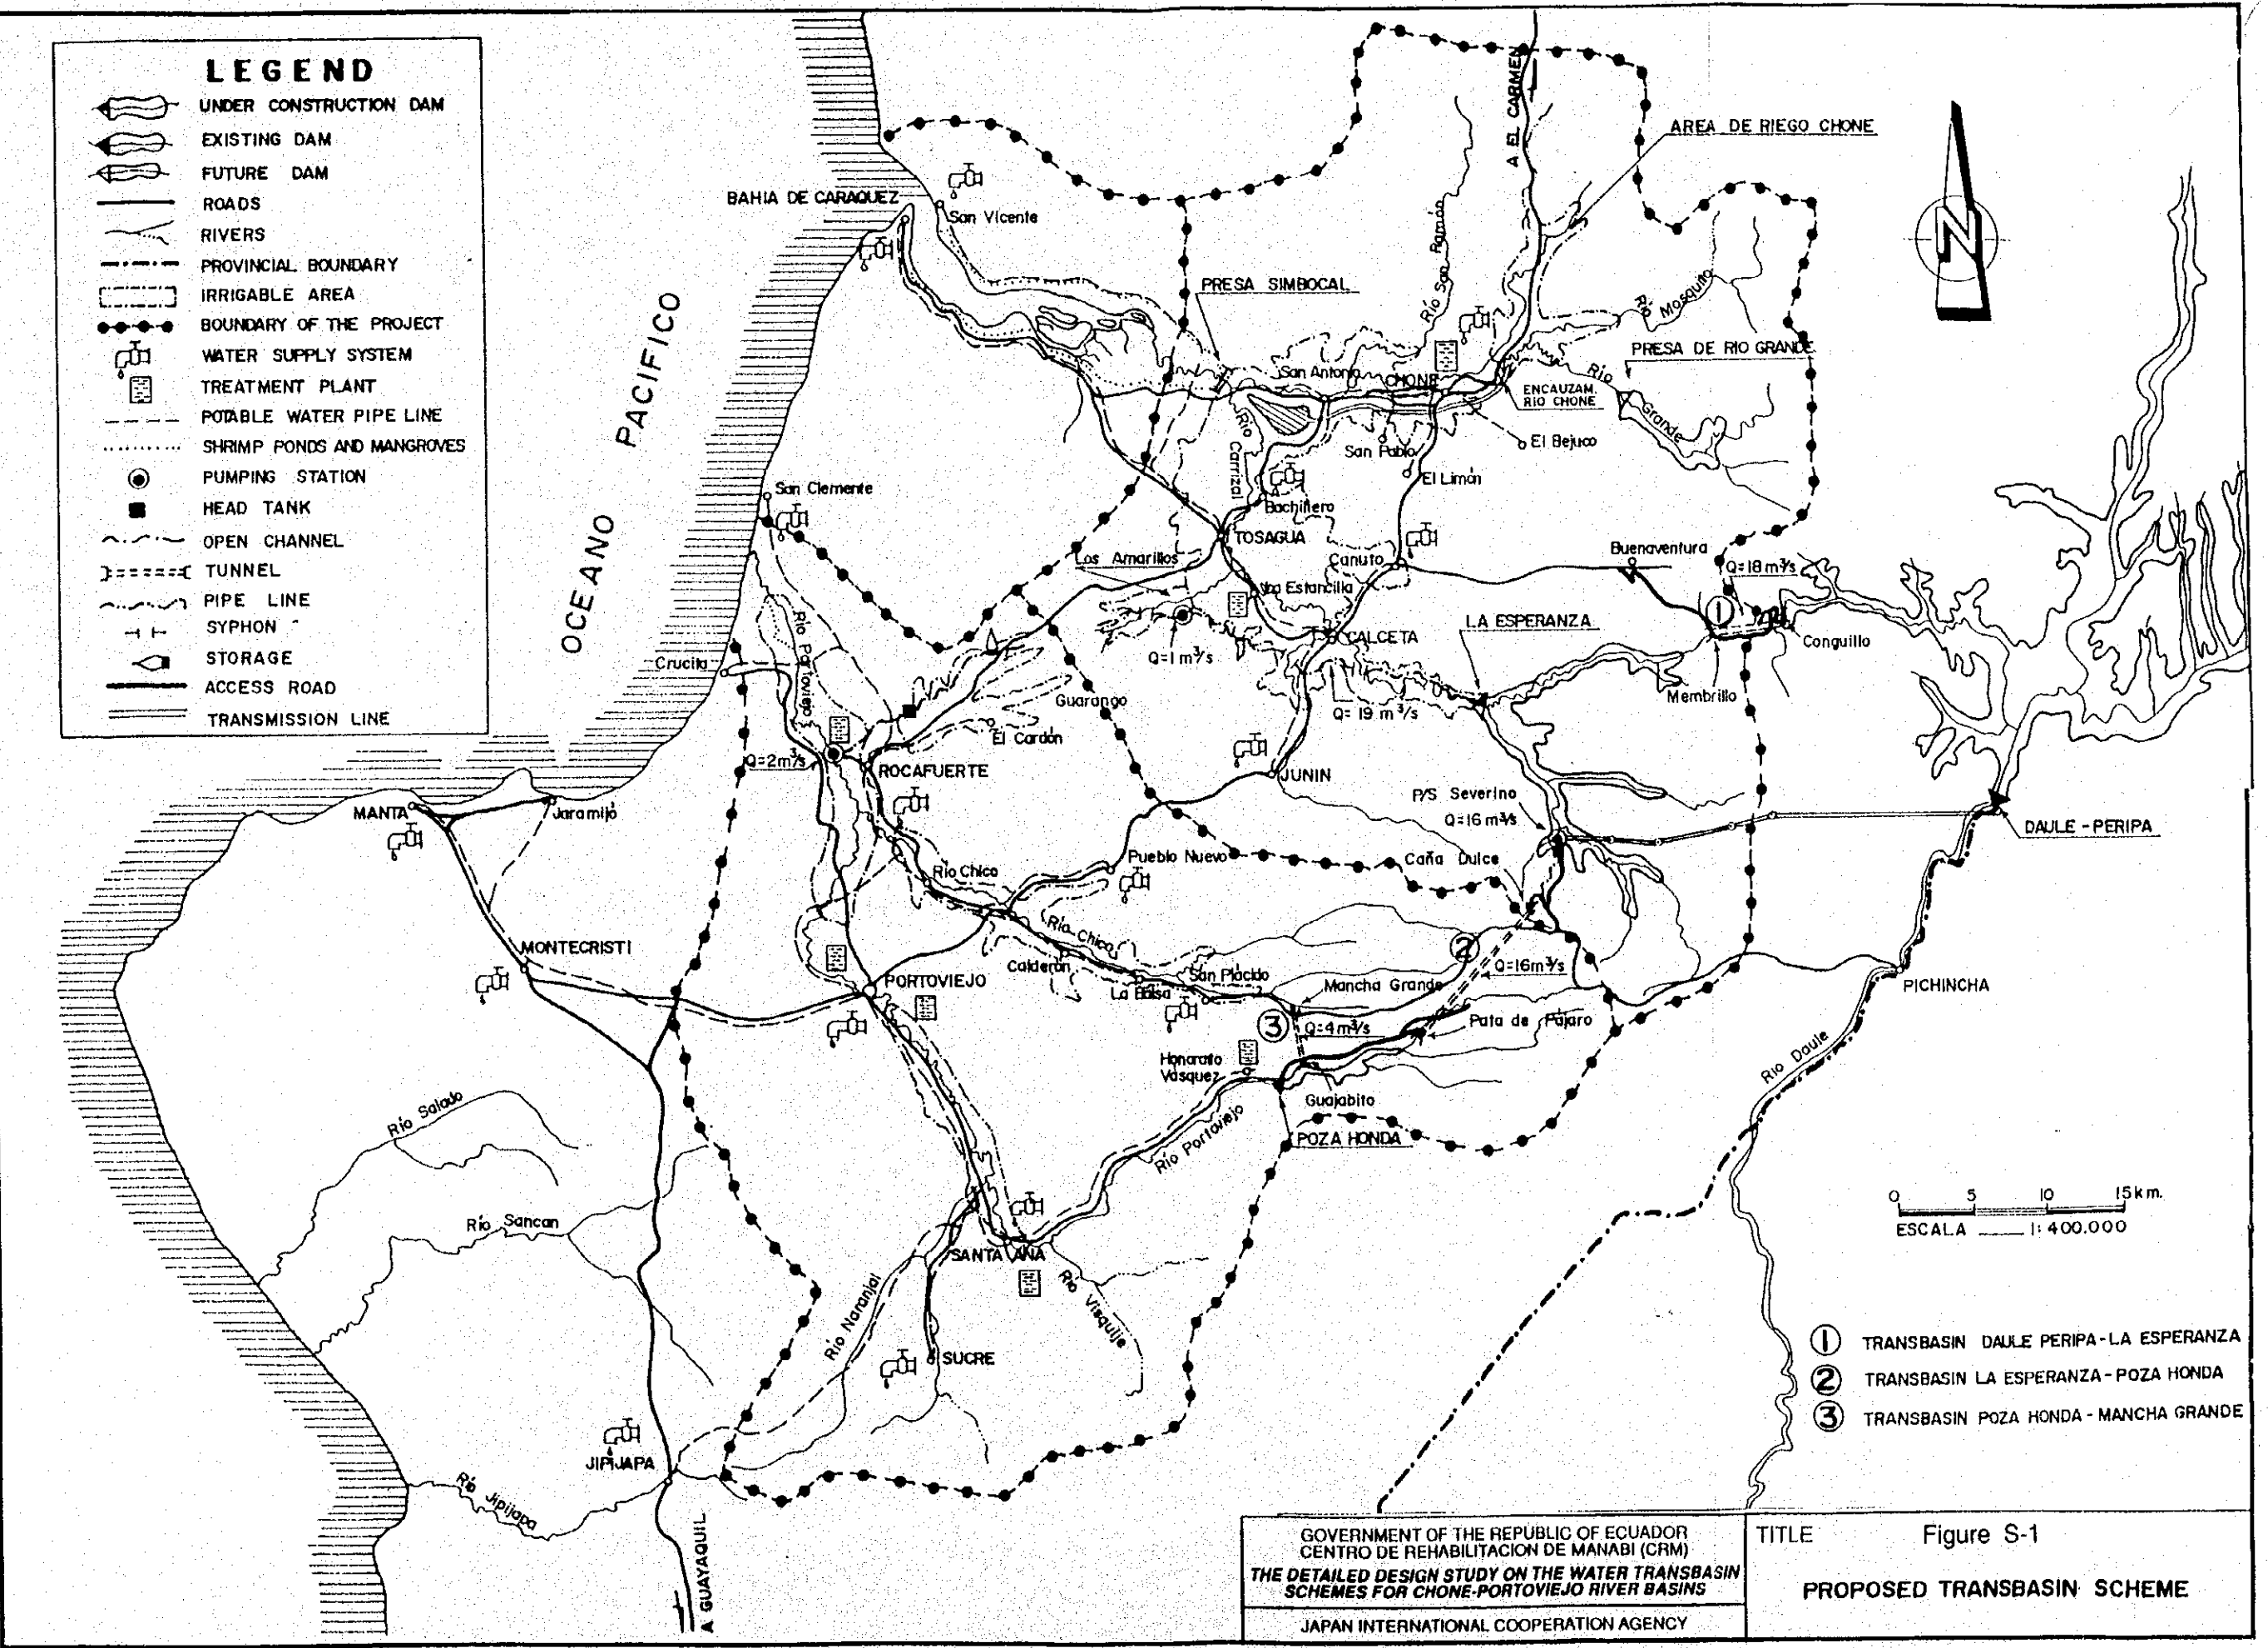 LEGEND
UNDER CONSTRUCTION DAM
EXISTING DAM
FUTURE DAM
ROADS
RIVERS
PROVINCIAL BOUNDARY
IRRIGABLE AREA
BOUNDARY OF THE PROJECT
WATER SUPPLY SYSTEM
TREATMENT PLANT
POTABLE WATER PIPE LINE
SHRIMP PONDS AND MANGROVES
PUMPING STATION
HEAD TANK
OPEN CHANNEL
TUNNEL
PIPE LINE
SYPHON
STORAGE
ACCESS ROAD
TRANSMISSION LINE
OCEANO PACIFICO
A EL CARMEN
AREA DE RIEGO CHONE
N
BAHIA DE CARAQUEZ
San Vicente
PRESA SIMBOCAL
Río San Ramón
Río Mosquito
PRESA DE RIO GRANDE
Río Grande
San Antonio
CHONE
ENCAUZAM.
RIO CHONE
El Bejuco
San Pablo
El Limón
Río Carrizal
Bachillero
San Clemente
TOSAGUA
Los Amarillos
Canuto
Buenaventura
Q=18 m³/s
1
La Estancilla
CALCETA
LA ESPERANZA
Conguillo
Membrillo
Q=1 m³/s
Q= 19 m³/s
Río Portoviejo
Crucita
Guarango
El Cardón
Q=2m³/s
ROCAFUERTE
JUNIN
P/S Severino
Q=16 m³/s
DAULE - PERIPA
MANTA
Jaramijó
Río Chico
Pueblo Nuevo
Caña Dulce
Río Chico
MONTECRISTI
Calderón
San Plácido
La Balsa
2
Q=16m³/s
Mancha Grande
PORTOVIEJO
PICHINCHA
3
Q=4m³/s
Pata de Pájaro
Honorato
Vasquez
Guajabito
POZA HONDA
Río Daule
Río Portoviejo
Río Salado
Río Sancan
SANTA ANA
Río Visquije
Río Naranjal
SUCRE
JIPIJAPA
Río Jipijapa
A GUAYAQUIL
0 5 10 15 km.
ESCALA 1: 400.000
1 TRANSBASIN DAULE PERIPA-LA ESPERANZA
2 TRANSBASIN LA ESPERANZA-POZA HONDA
3 TRANSBASIN POZA HONDA - MANCHA GRANDE
GOVERNMENT OF THE REPUBLIC OF ECUADOR
CENTRO DE REHABILITACION DE MANABI (CRM)
THE DETAILED DESIGN STUDY ON THE WATER TRANSBASIN
SCHEMES FOR CHONE-PORTOVIEJO RIVER BASINS
JAPAN INTERNATIONAL COOPERATION AGENCY
TITLE Figure S-1
PROPOSED TRANSBASIN SCHEME